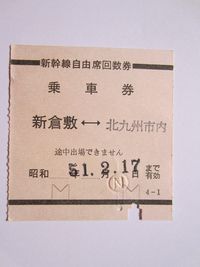 新幹線自由席回数券
乗車券
新倉敷 ←→ 北九州市内
途中出場できません
昭和 51.2.17 まで有効
4-1